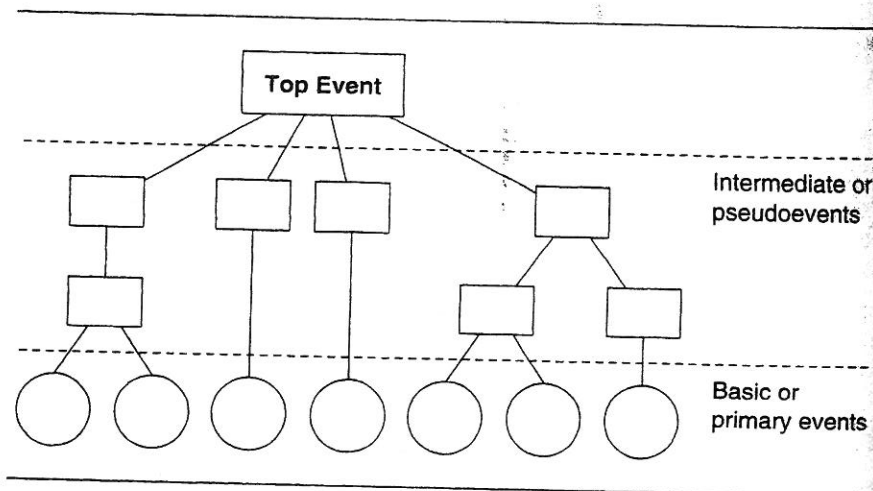 Top Event
Intermediate or
pseudoevents
Basic or
primary events